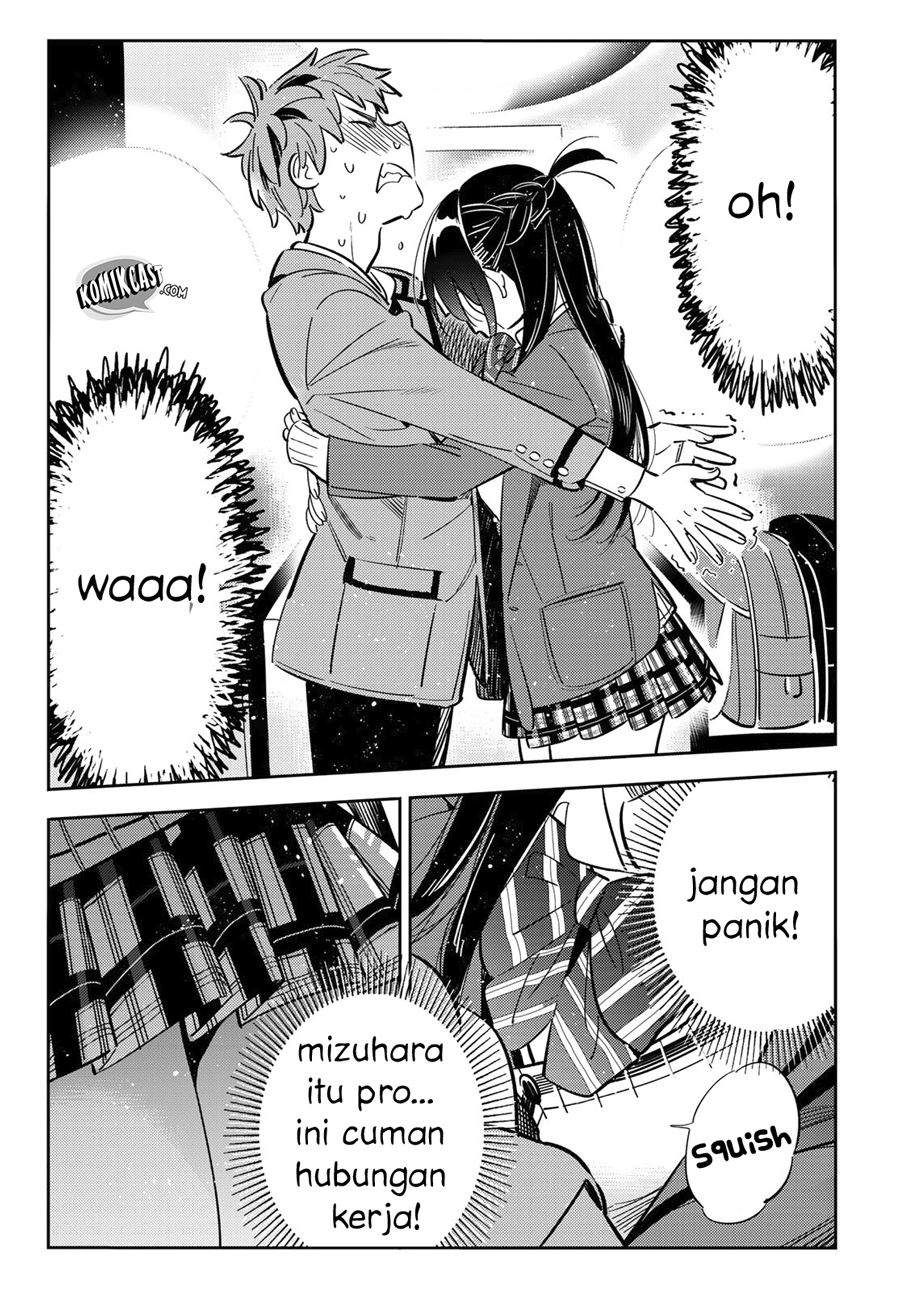 oh!
KOMIKCAST
.COM
waaa!
jangan
panik!
squish
mizuhara
itu pro...
ini cuman
hubungan
kerja!